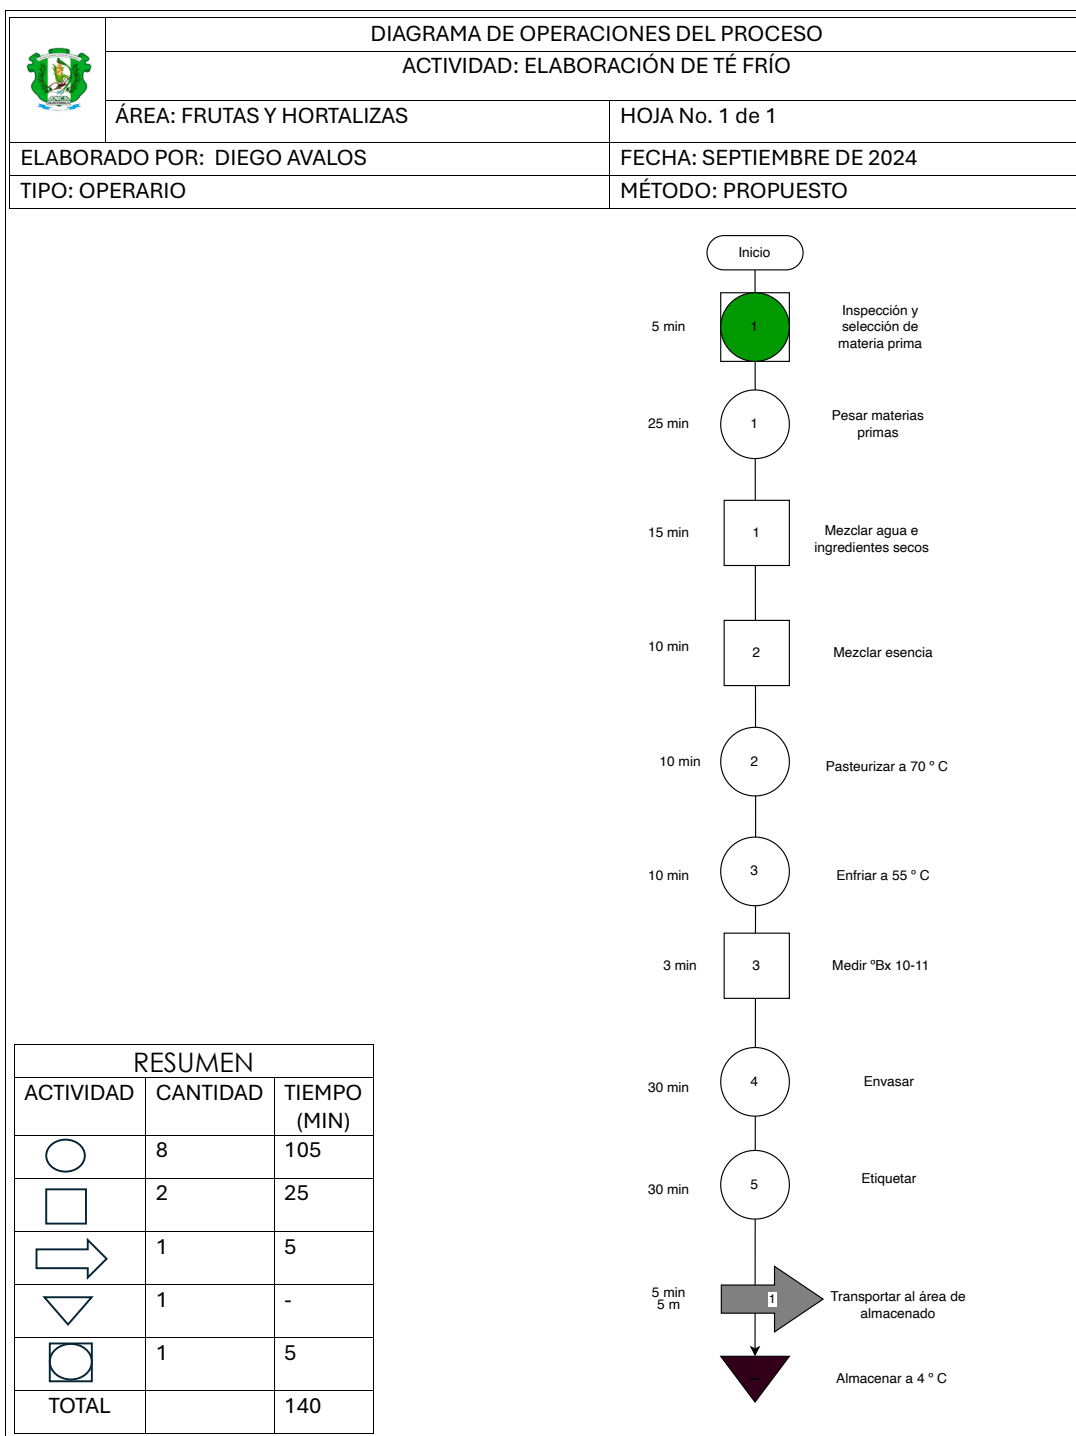 DIAGRAMA DE OPERACIONES DEL PROCESO
ACTIVIDAD: ELABORACIÓN DE TÉ FRÍO
ÁREA: FRUTAS Y HORTALIZAS
HOJA No. 1 de 1
ELABORADO POR: DIEGO AVALOS
FECHA: SEPTIEMBRE DE 2024
TIPO: OPERARIO
MÉTODO: PROPUESTO
Inicio
5 min
1
Inspección y
selección de
materia prima
25 min
1
Pesar materias
primas
15 min
1
Mezclar agua e
ingredientes secos
10 min
2
Mezclar esencia
10 min
2
Pasteurizar a 70 º C
10 min
3
Enfriar a 55 º C
3 min
3
Medir ºBx 10-11
30 min
4
Envasar
30 min
5
Etiquetar
5 min
5 m
1
Transportar al área de
almacenado
Almacenar a 4 º C
RESUMEN
ACTIVIDAD CANTIDAD TIEMPO
(MIN)
8 105
2 25
1 5
1 -
1 5
TOTAL 140